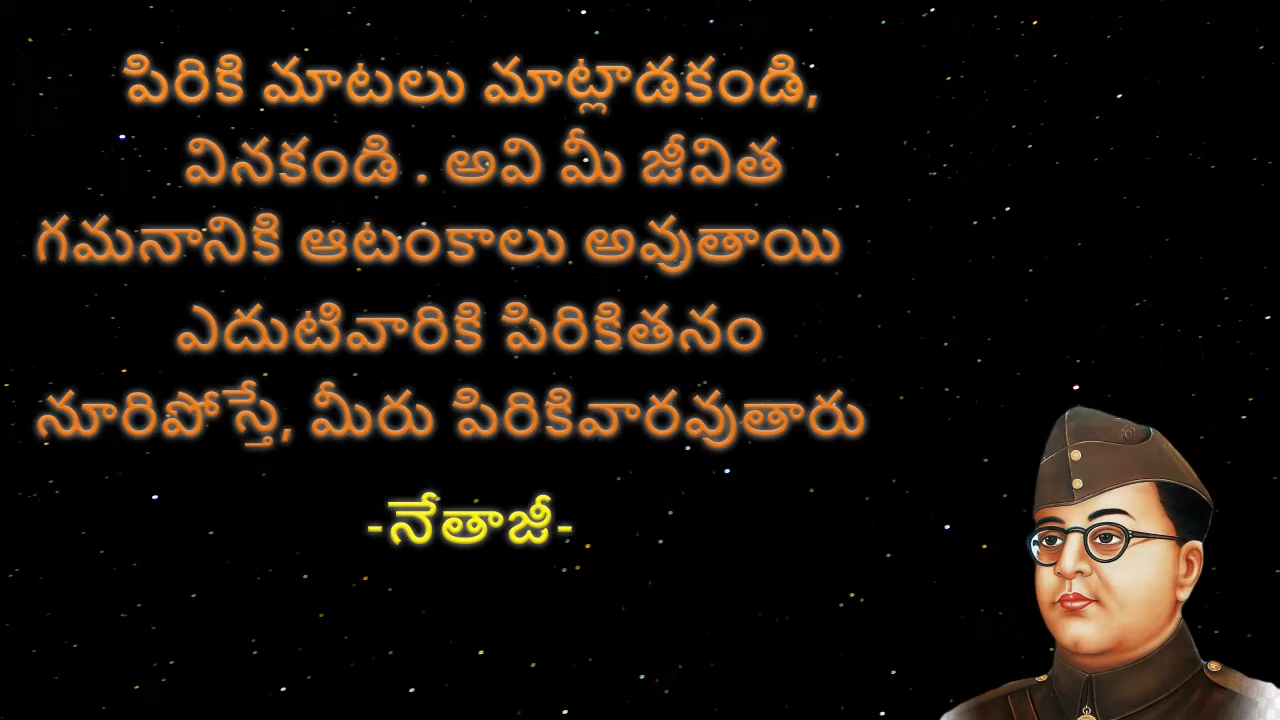 పిరికి మాటలు మాట్లాడకండి,
వినకండి . అవి మీ జీవిత
గమనానికి ఆటంకాలు అవుతాయి
ఎదుటివారికి పిరికితనం
నూరిపోస్తే, మీరు పిరికివారవుతారు
-నేతాజీ-